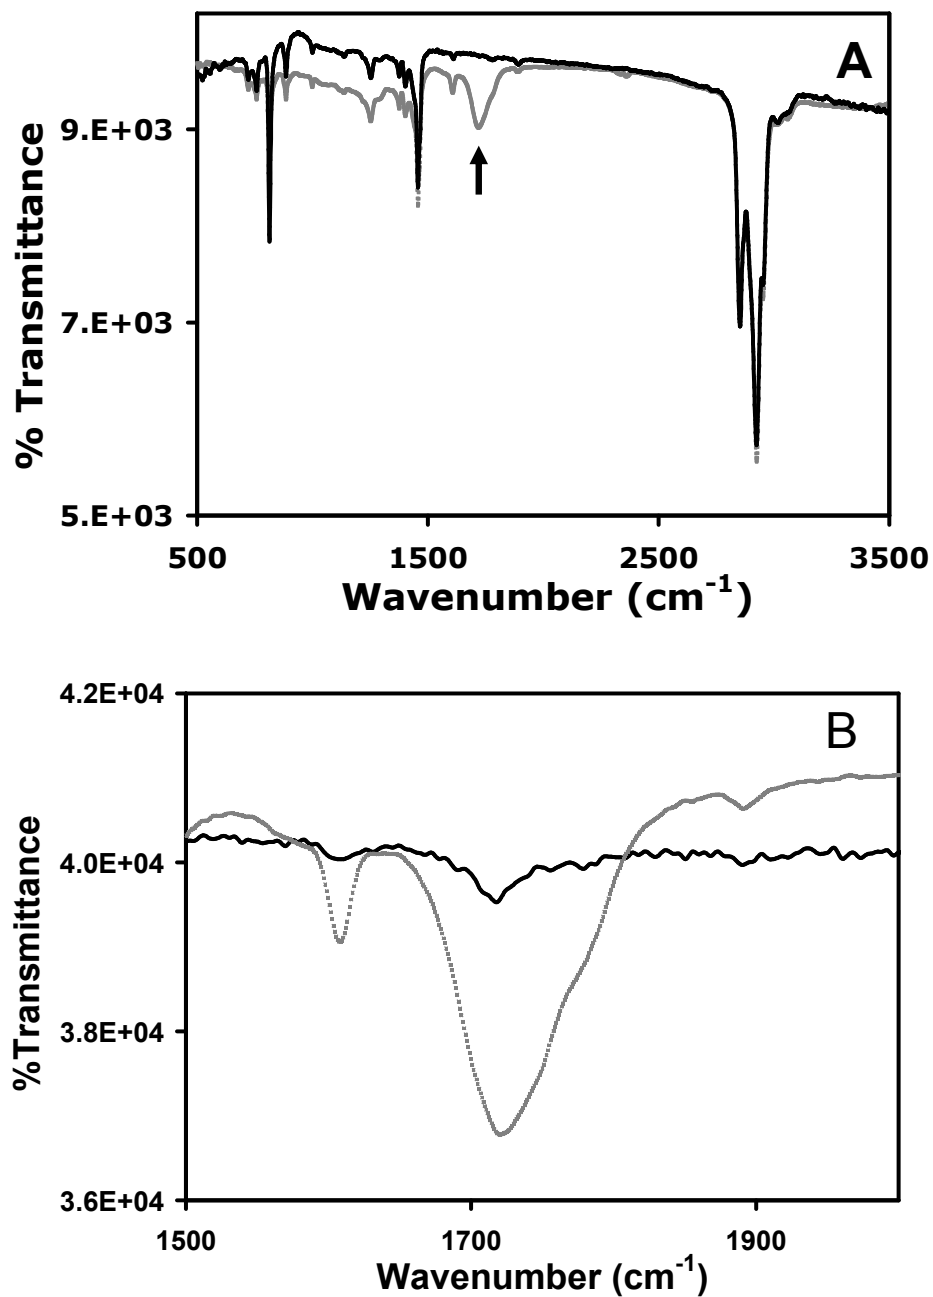 A
% Transmittance
9.E+03
7.E+03
5.E+03
500 1500 2500 3500
Wavenumber (cm-1)
B
%Transmittance
4.2E+04
4.0E+04
3.8E+04
3.6E+04
1500 1700 1900
Wavenumber (cm-1)